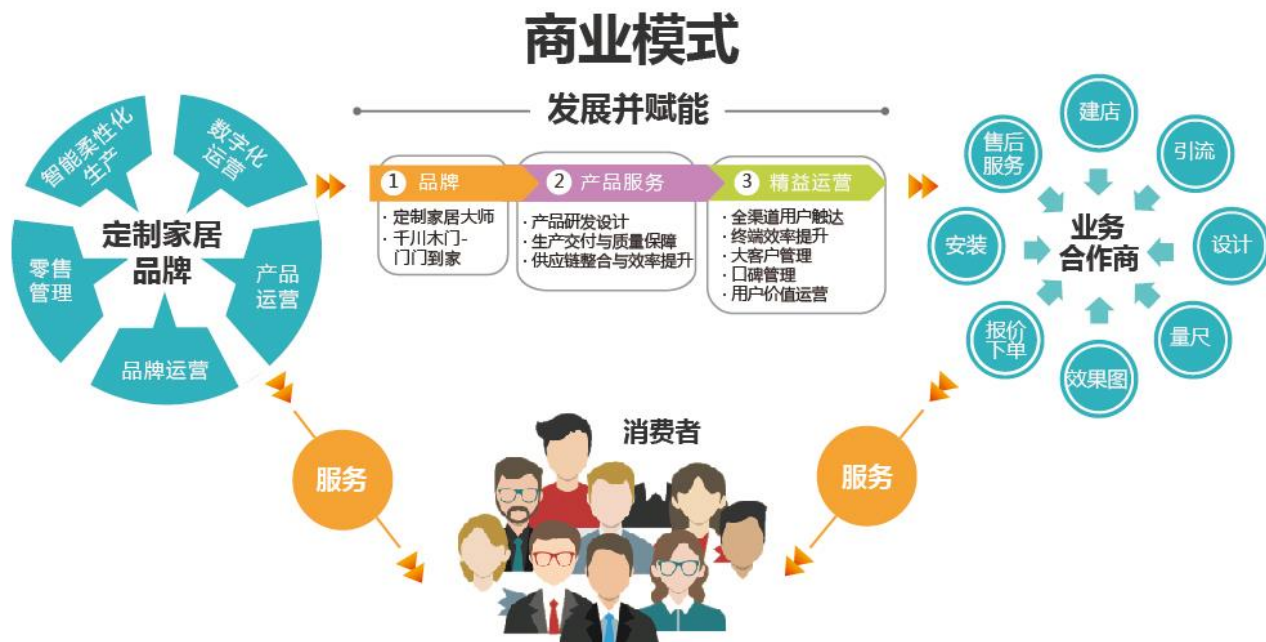 商业模式
发展并赋能
智能柔性化
生产
数字化
运营
定制家居
品牌
零售
管理
产品
运营
品牌运营
1 品牌
· 定制家居大师
· 千川木门-
门门到家
2 产品服务
· 产品研发设计
· 生产交付与质量保障
· 供应链整合与效率提升
3 精益运营
· 全渠道用户触达
· 终端效率提升
· 大客户管理
· 口碑管理
· 用户价值运营
建店
引流
设计
量尺
效果图
报价
下单
安装
售后
服务
业务
合作商
消费者
服务
服务